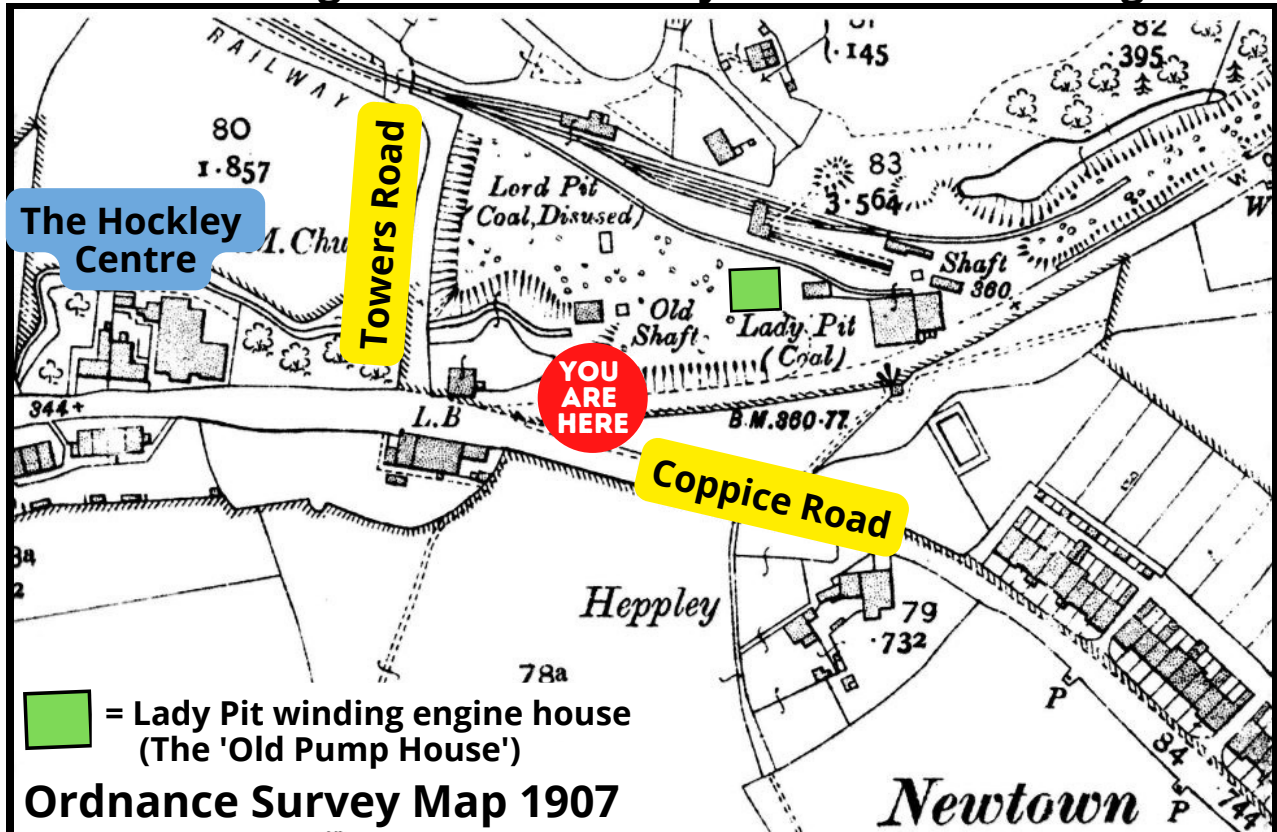 82
.395
.145
RAILWAY
80
1.857
Towers Road
Lord Pit
(Coal, Disused)
83
3.564
The Hockley
Centre
M. Chu
W
Shaft
360
Old
Shaft
Lady Pit
(Coal)
YOU
ARE
HERE
344+
L.B
B.M.360.77
Coppice Road
Heppley
79
.732
78a
P
= Lady Pit winding engine house
(The 'Old Pump House')
84
.744
Ordnance Survey Map 1907
Newtown
P